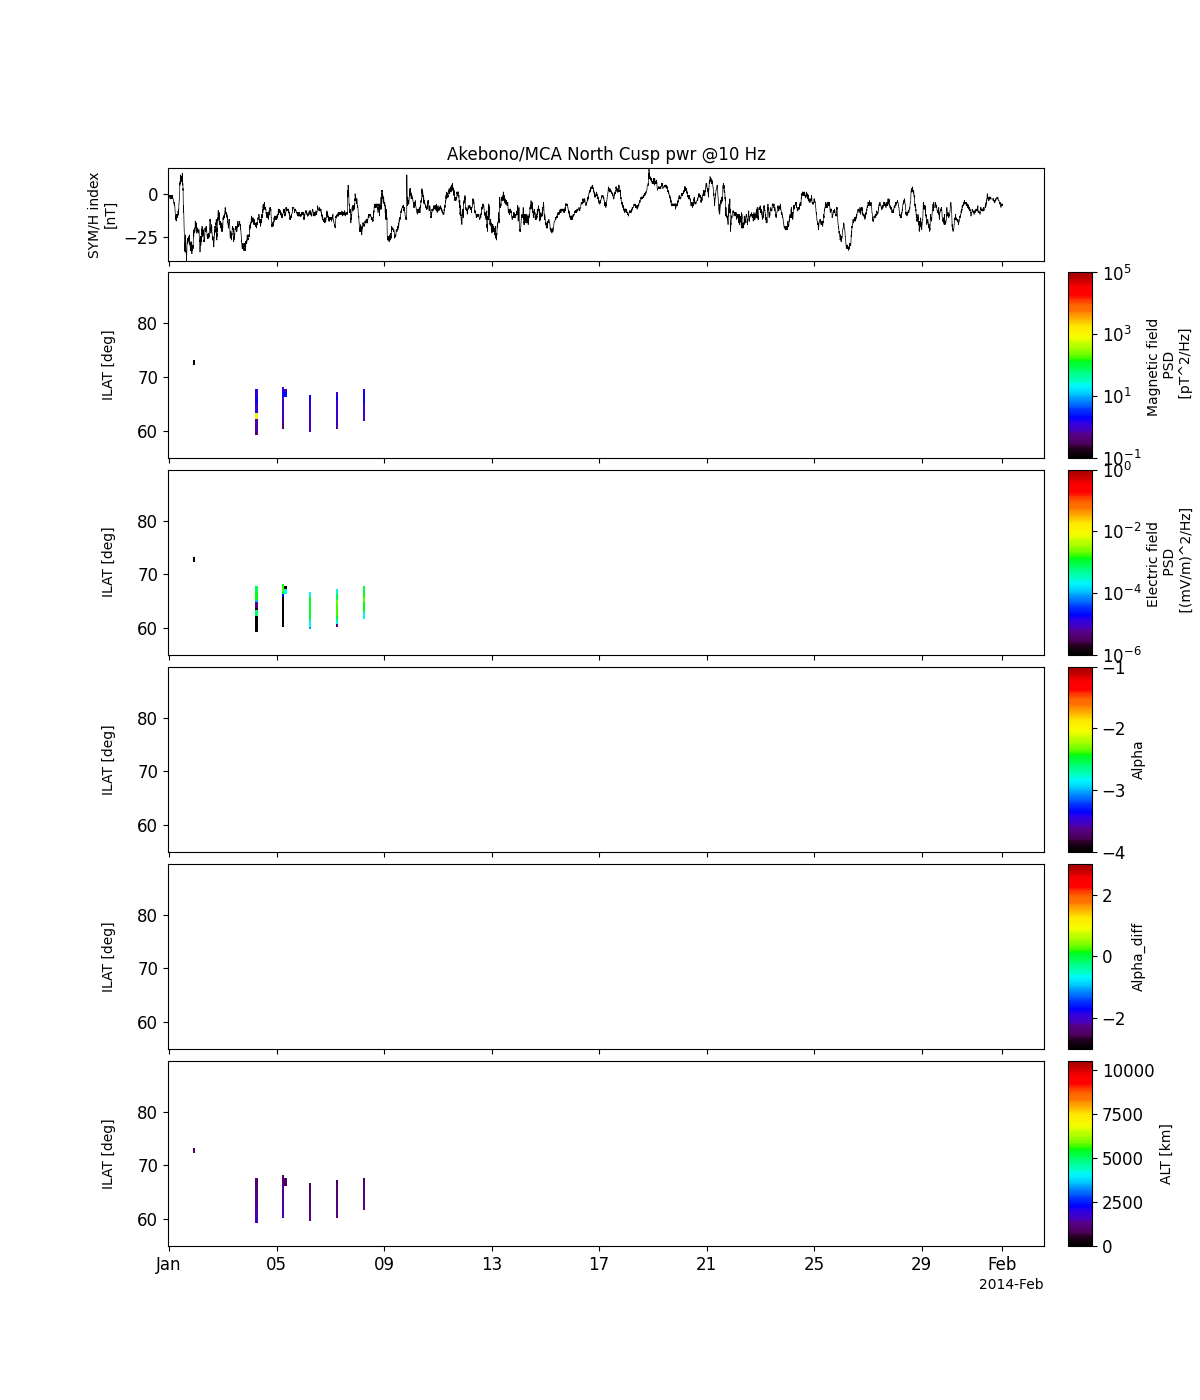 Akebono/MCA North Cusp pwr @10 Hz
SYM/H index
[nT]
0
−25
ILAT [deg]
80
70
60
10^5
10^3
10^1
10^−1
Magnetic field
PSD
[pT^2/Hz]
ILAT [deg]
80
70
60
10^0
10^−2
10^−4
10^−6
Electric field
PSD
[(mV/m)^2/Hz]
ILAT [deg]
80
70
60
−1
−2
−3
−4
Alpha
ILAT [deg]
80
70
60
2
0
−2
Alpha_diff
ILAT [deg]
80
70
60
10000
7500
5000
2500
0
ALT [km]
Jan 05 09 13 17 21 25 29 Feb
2014-Feb